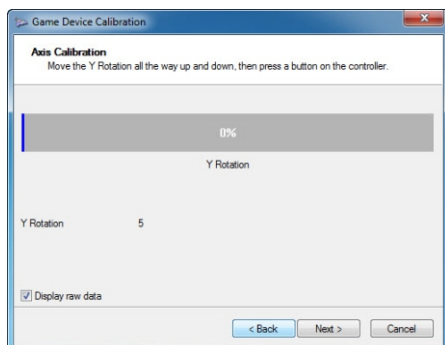 Game Device Calibration
Axis Calibration
Move the Y Rotation all the way up and down, then press a button on the controller.
0%
Y Rotation
Y Rotation 5
Display raw data
< Back Next > Cancel